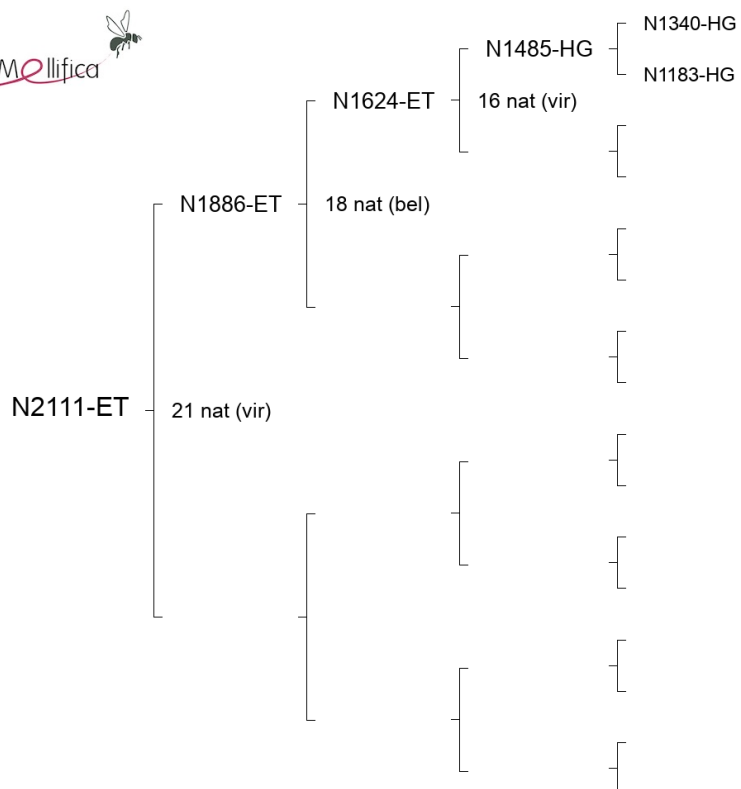 Mellifica
N1340-HG
N1485-HG
N1183-HG
N1624-ET
16 nat (vir)
N1886-ET
18 nat (bel)
N2111-ET
21 nat (vir)